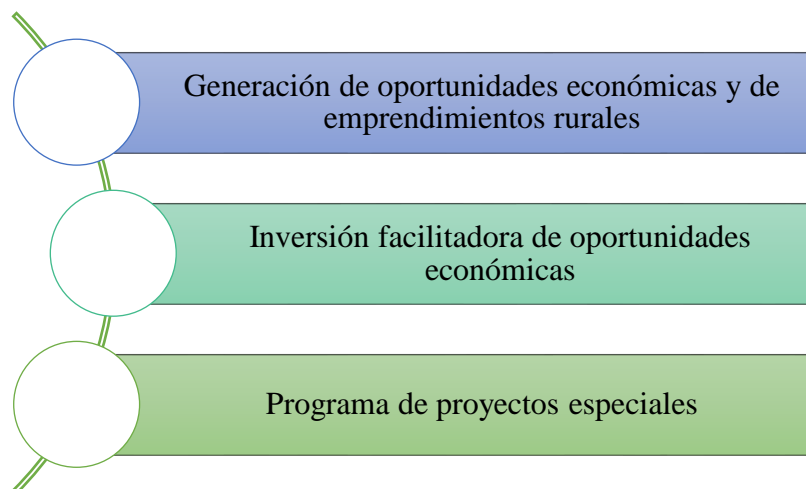 Generación de oportunidades económicas y de
emprendimientos rurales
Inversión facilitadora de oportunidades
económicas
Programa de proyectos especiales